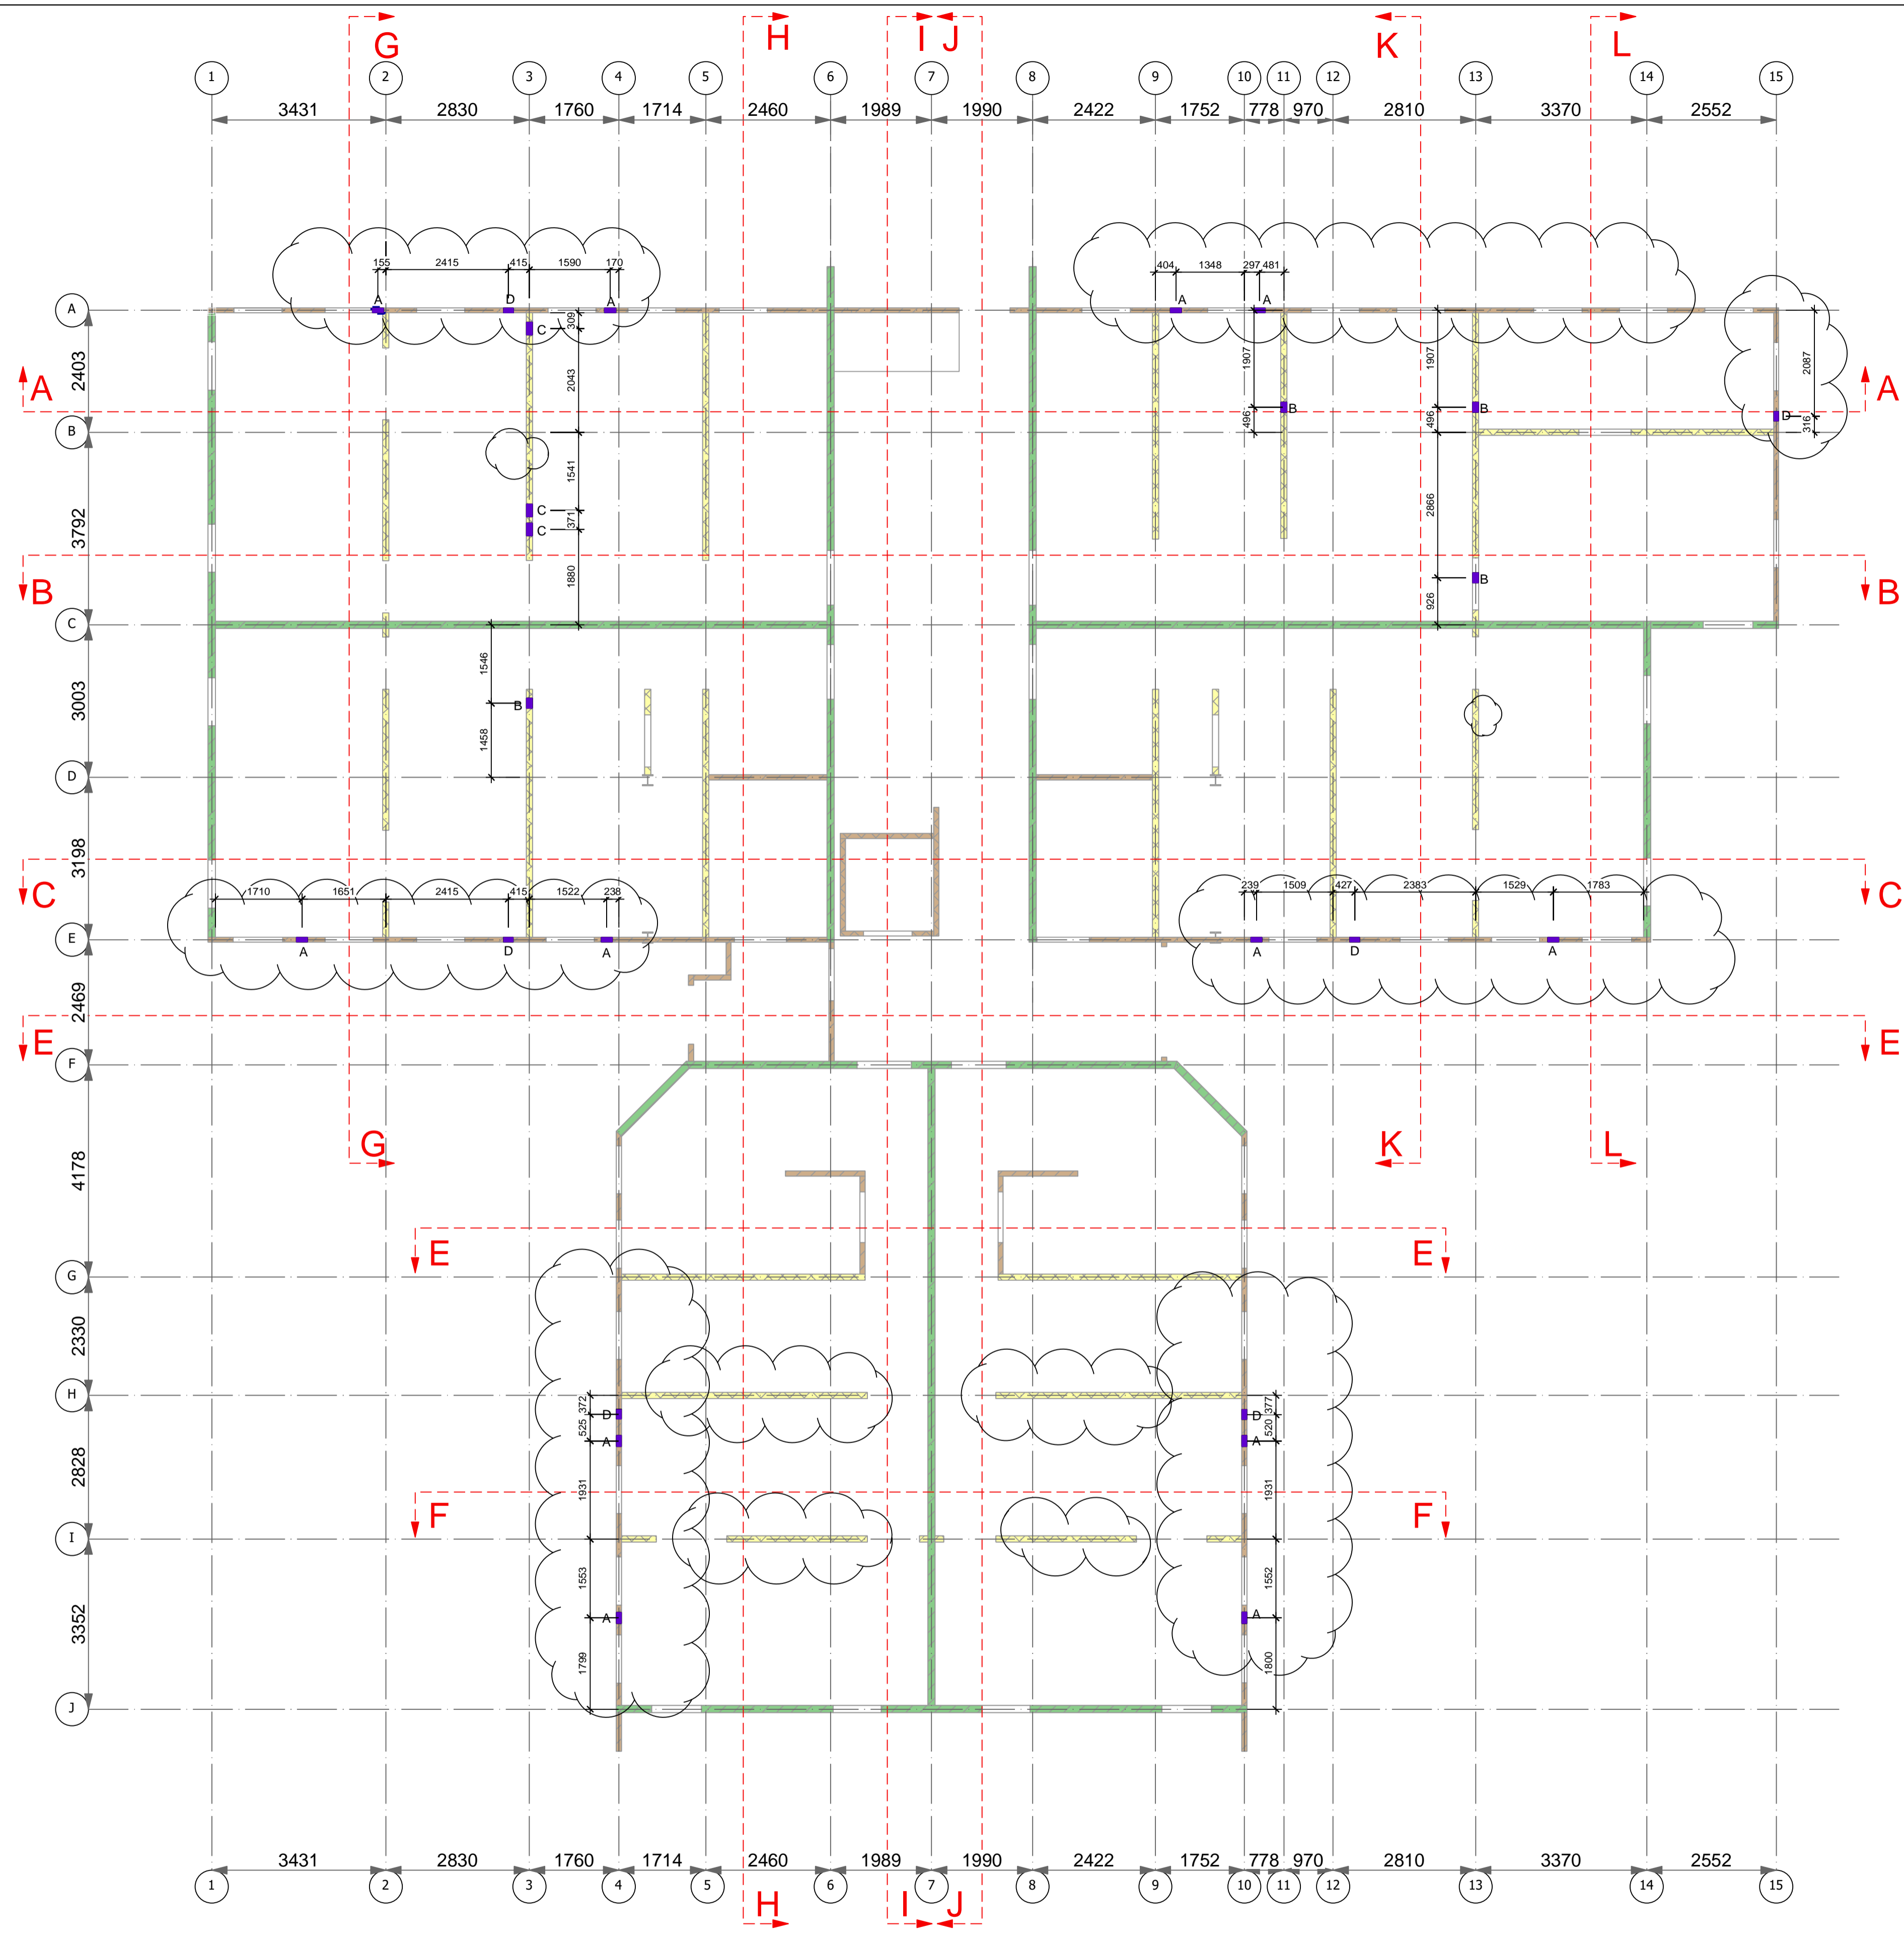 G H I J K L
1 2 3 4 5 6 7 8 9 10 11 12 13 14 15
3431 2830 1760 1714 2460 1989 1990 2422 1752 778 970 2810 3370 2552
155 2415 415 1590 170 404 1348 297 481
A A D A A A
309 C
2403 2043 1907 1907 2087
A A
B B B D
B 496 496 316
1541
C 2866
3792 371 C
1880 B
B 926 B
C
1546
3003 B
1458
D
3198
C 1710 1651 2415 415 1522 238 239 1509 427 2383 1529 1783 C
E A D A A D A
2469
E E
F
4178 G K L
E E
G
2330
H
372 D 377 D
525 A 520 A
2828 1931 1931
F F
I
1553 1552
3352 A A
1799 1800
J
3431 2830 1760 1714 2460 1989 1990 2422 1752 778 970 2810 3370 2552
1 2 3 4 5 6 7 8 9 10 11 12 13 14 15
H I J